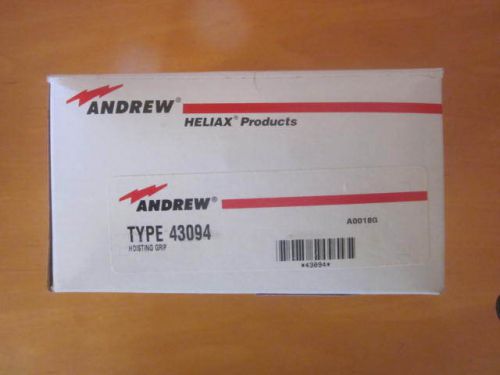 ANDREW®
HELIAX® Products
ANDREW®
A0018G
TYPE 43094
HOISTING GRIP
*43094*